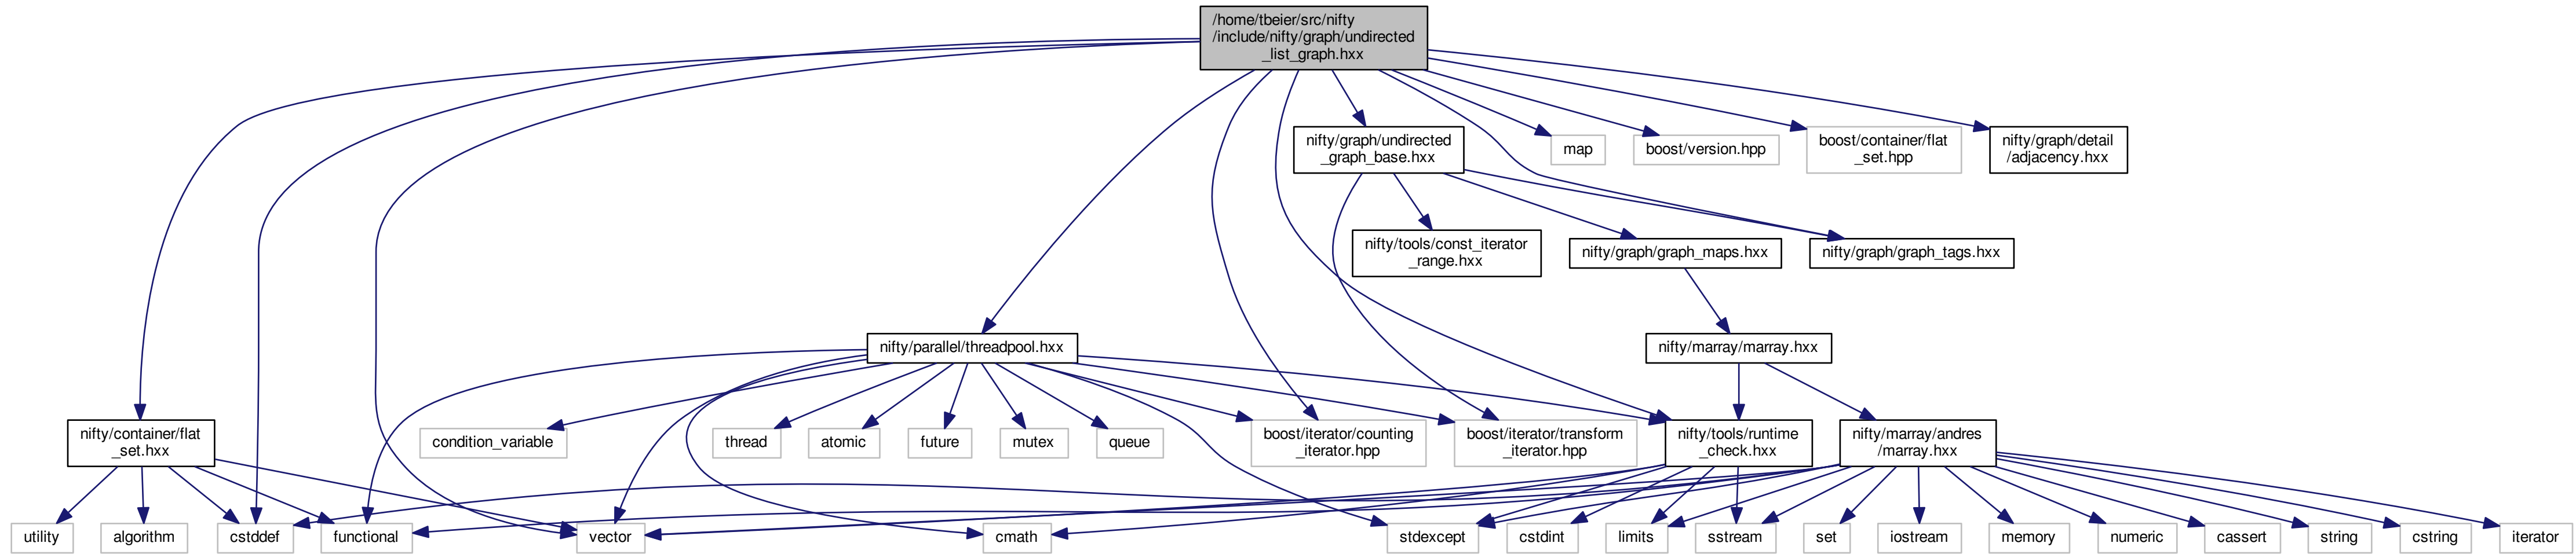 /home/tbeier/src/nifty
/include/nifty/graph/undirected
_list_graph.hxx
nifty/graph/undirected
_graph_base.hxx
map
boost/version.hpp
boost/container/flat
_set.hpp
nifty/graph/detail
/adjacency.hxx
nifty/tools/const_iterator
_range.hxx
nifty/graph/graph_maps.hxx
nifty/graph/graph_tags.hxx
nifty/parallel/threadpool.hxx
nifty/marray/marray.hxx
nifty/container/flat
_set.hxx
condition_variable
thread
atomic
future
mutex
queue
boost/iterator/counting
_iterator.hpp
boost/iterator/transform
_iterator.hpp
nifty/tools/runtime
_check.hxx
nifty/marray/andres
/marray.hxx
utility
algorithm
cstddef
functional
vector
cmath
stdexcept
cstdint
limits
sstream
set
iostream
memory
numeric
cassert
string
cstring
iterator